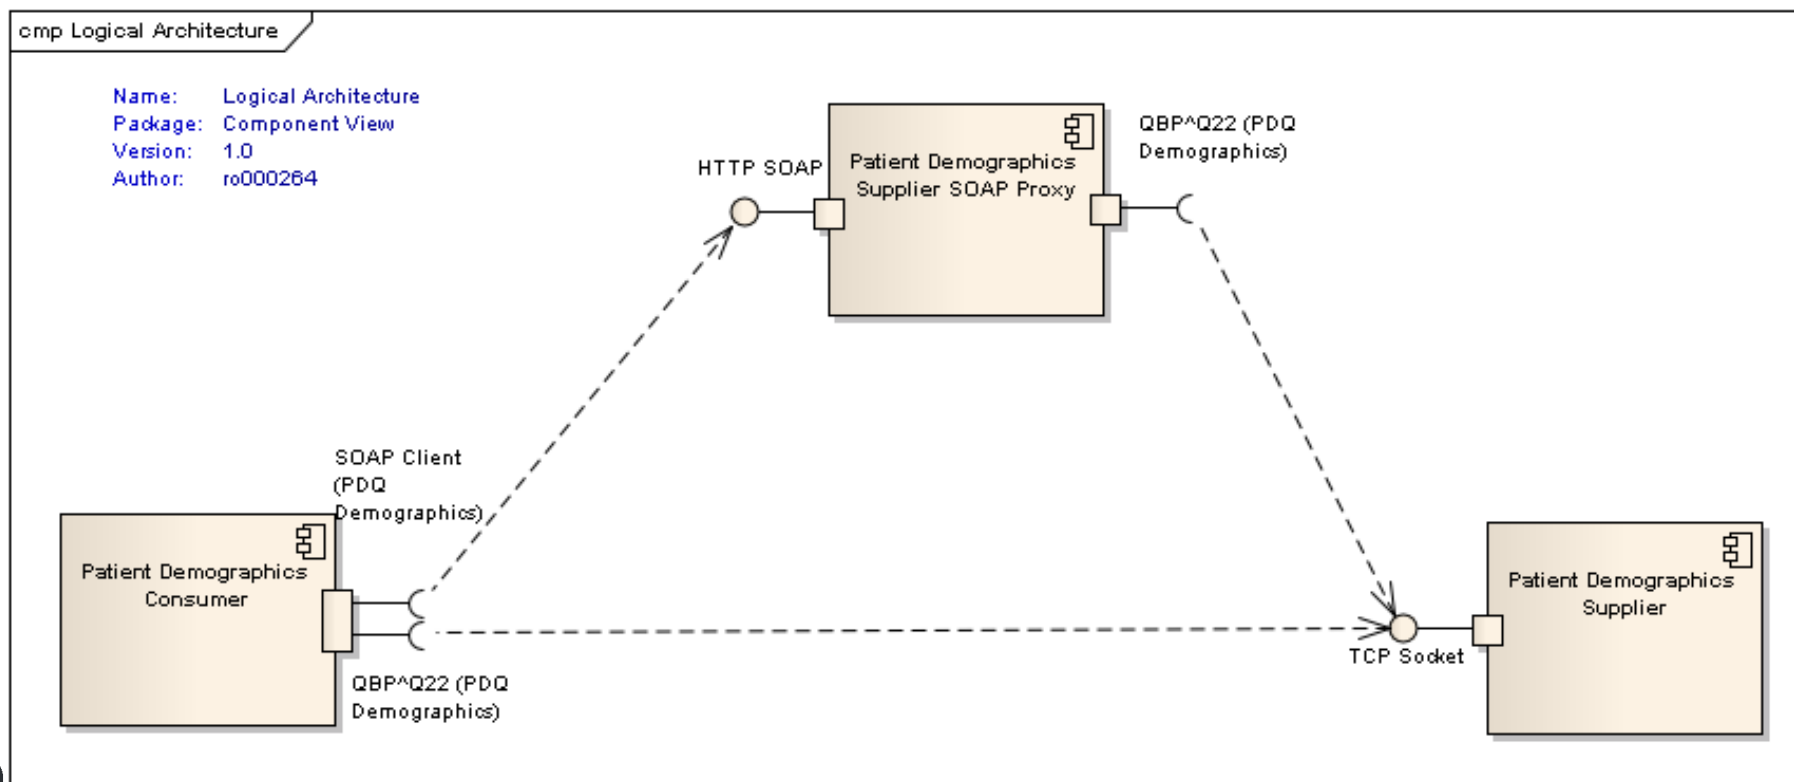 cmp Logical Architecture
Name: Logical Architecture
Package: Component View
Version: 1.0
Author: ro000264
HTTP SOAP
Patient Demographics
Supplier SOAP Proxy
QBP^Q22 (PDQ
Demographics)
SOAP Client
(PDQ
Demographics)
Patient Demographics
Consumer
QBP^Q22 (PDQ
Demographics)
Patient Demographics
Supplier
TCP Socket